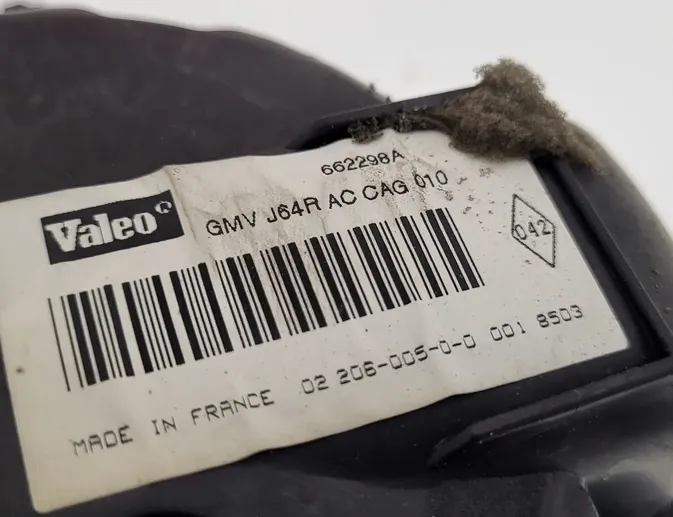 662298A
Valeo
GMV J64R AC CAG 010
042
MADE IN FRANCE 02 206-005-0-0 001 8503